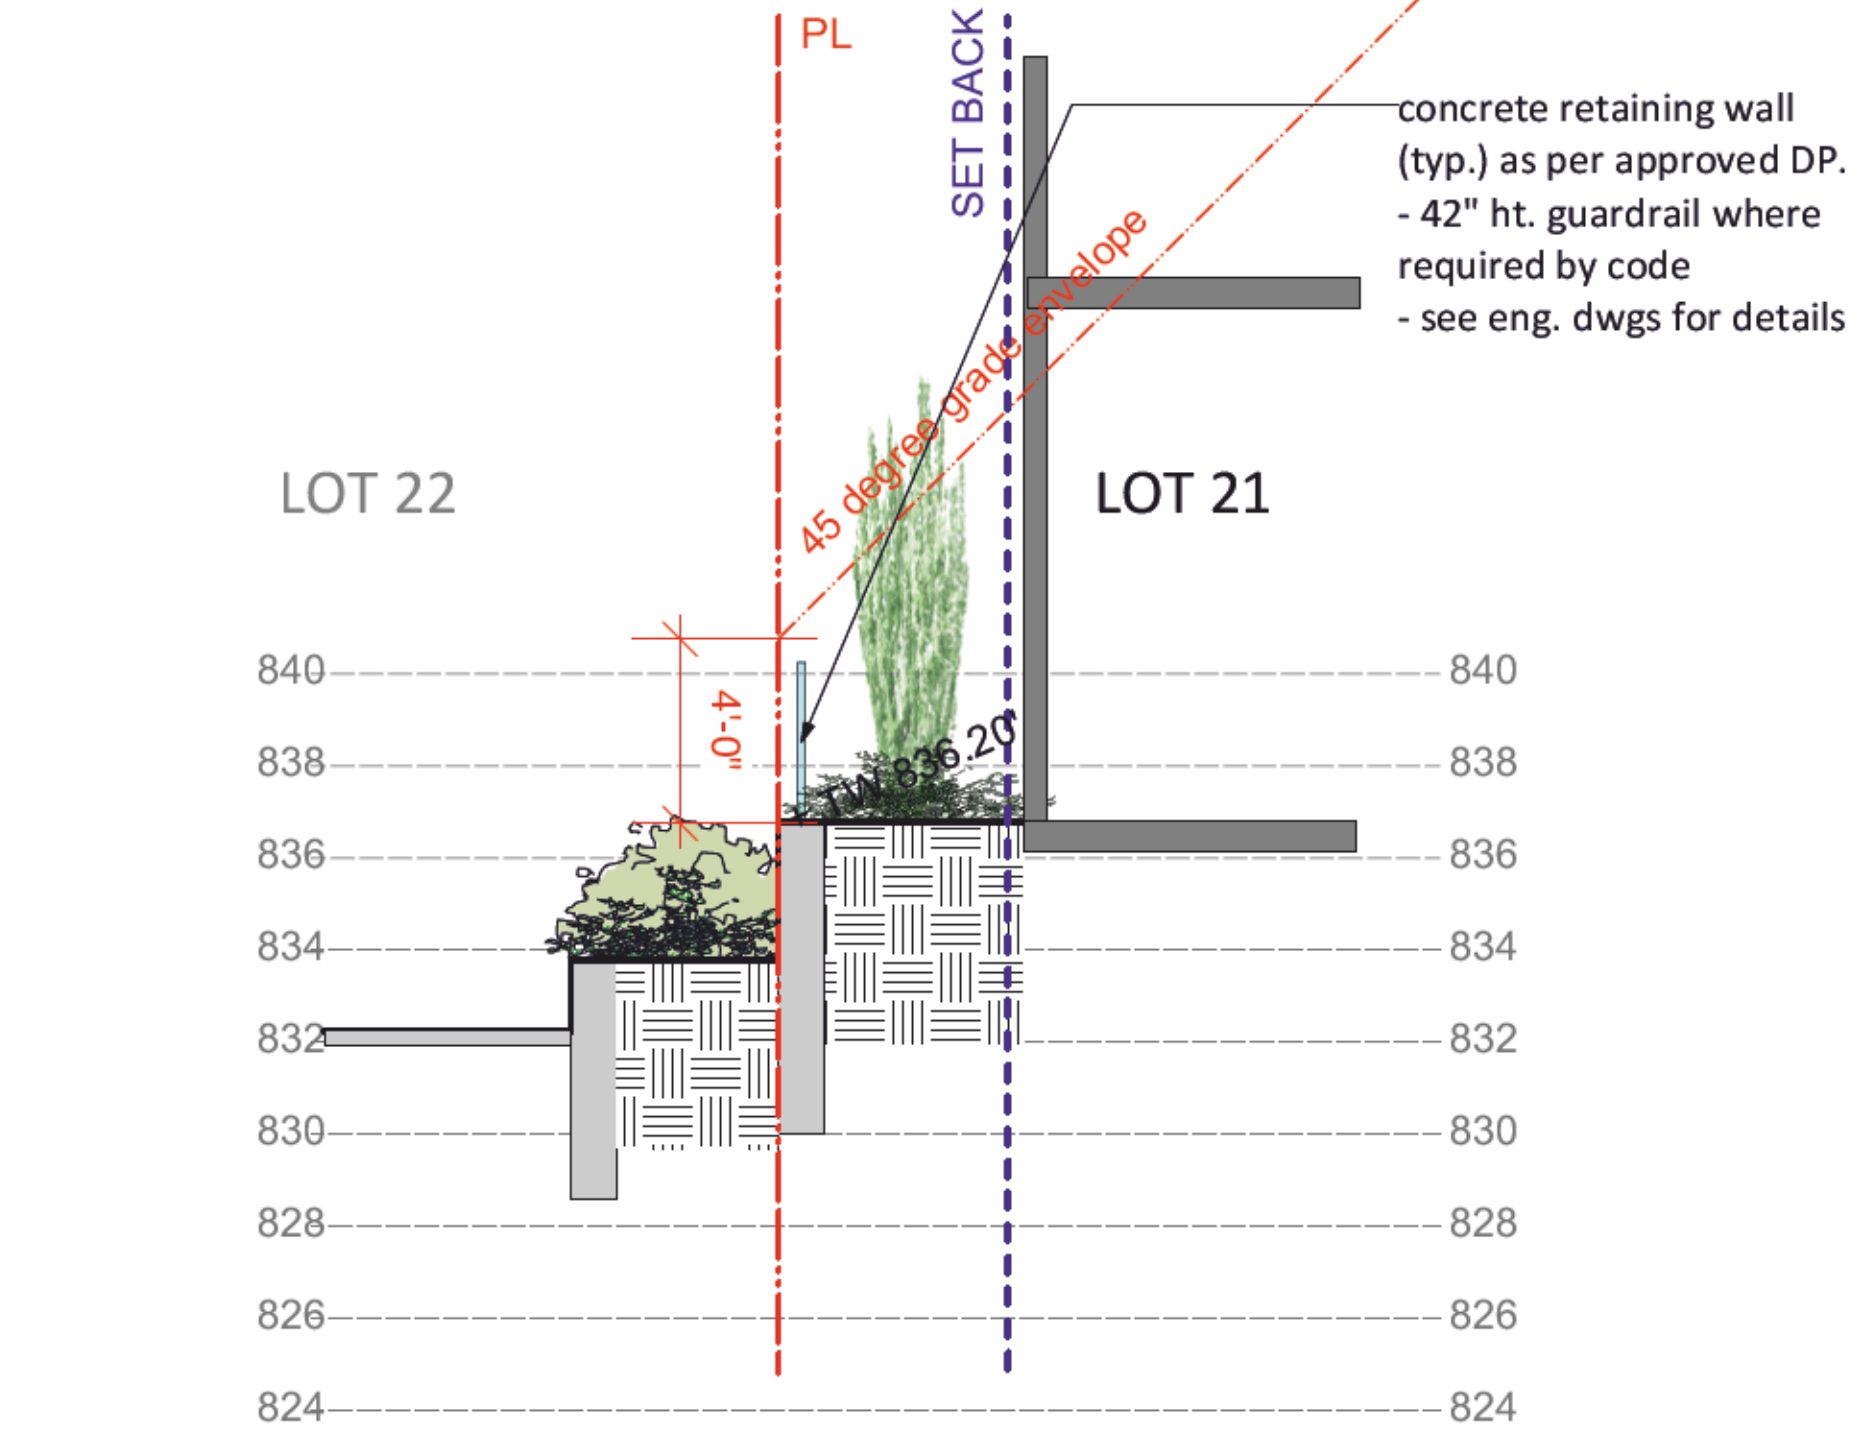 PL
SET BACK
concrete retaining wall
(typ.) as per approved DP.
- 42" ht. guardrail where
required by code
- see eng. dwgs for details
45 degree grade envelope
LOT 22
LOT 21
4'-0"
TW 836.20'
840 840
838 838
836 836
834 834
832 832
830 830
828 828
826 826
824 824